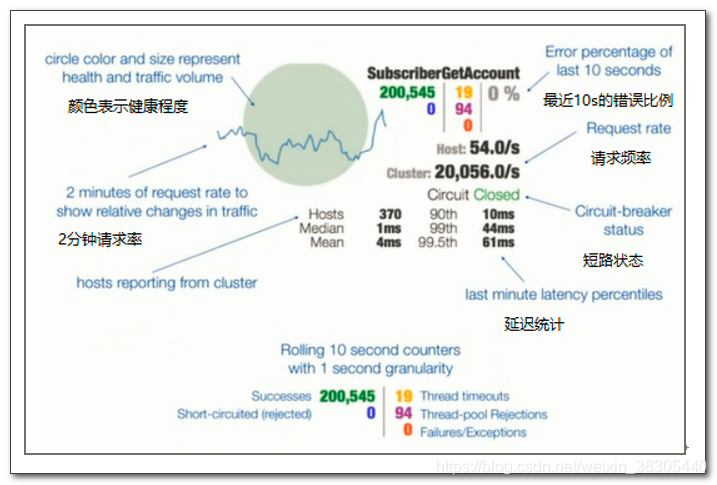 circle color and size represent
health and traffic volume
颜色表示健康程度
SubscriberGetAccount
200,545 19 0 %
0 94
0
Error percentage of
last 10 seconds
最近10s的错误比例
Request rate
请求频率
Host: 54.0/s
Cluster: 20,056.0/s
Circuit Closed
Circuit-breaker
status
短路状态
2 minutes of request rate to
show relative changes in traffic
2分钟请求率
Hosts 370 90th 10ms
Median 1ms 99th 44ms
Mean 4ms 99.5th 61ms
hosts reporting from cluster
last minute latency percentiles
延迟统计
Rolling 10 second counters
with 1 second granularity
Successes 200,545 19 Thread timeouts
Short-circuited (rejected) 0 94 Thread-pool Rejections
0 Failures/Exceptions
https://blog.csdn.net/weixin_38305440